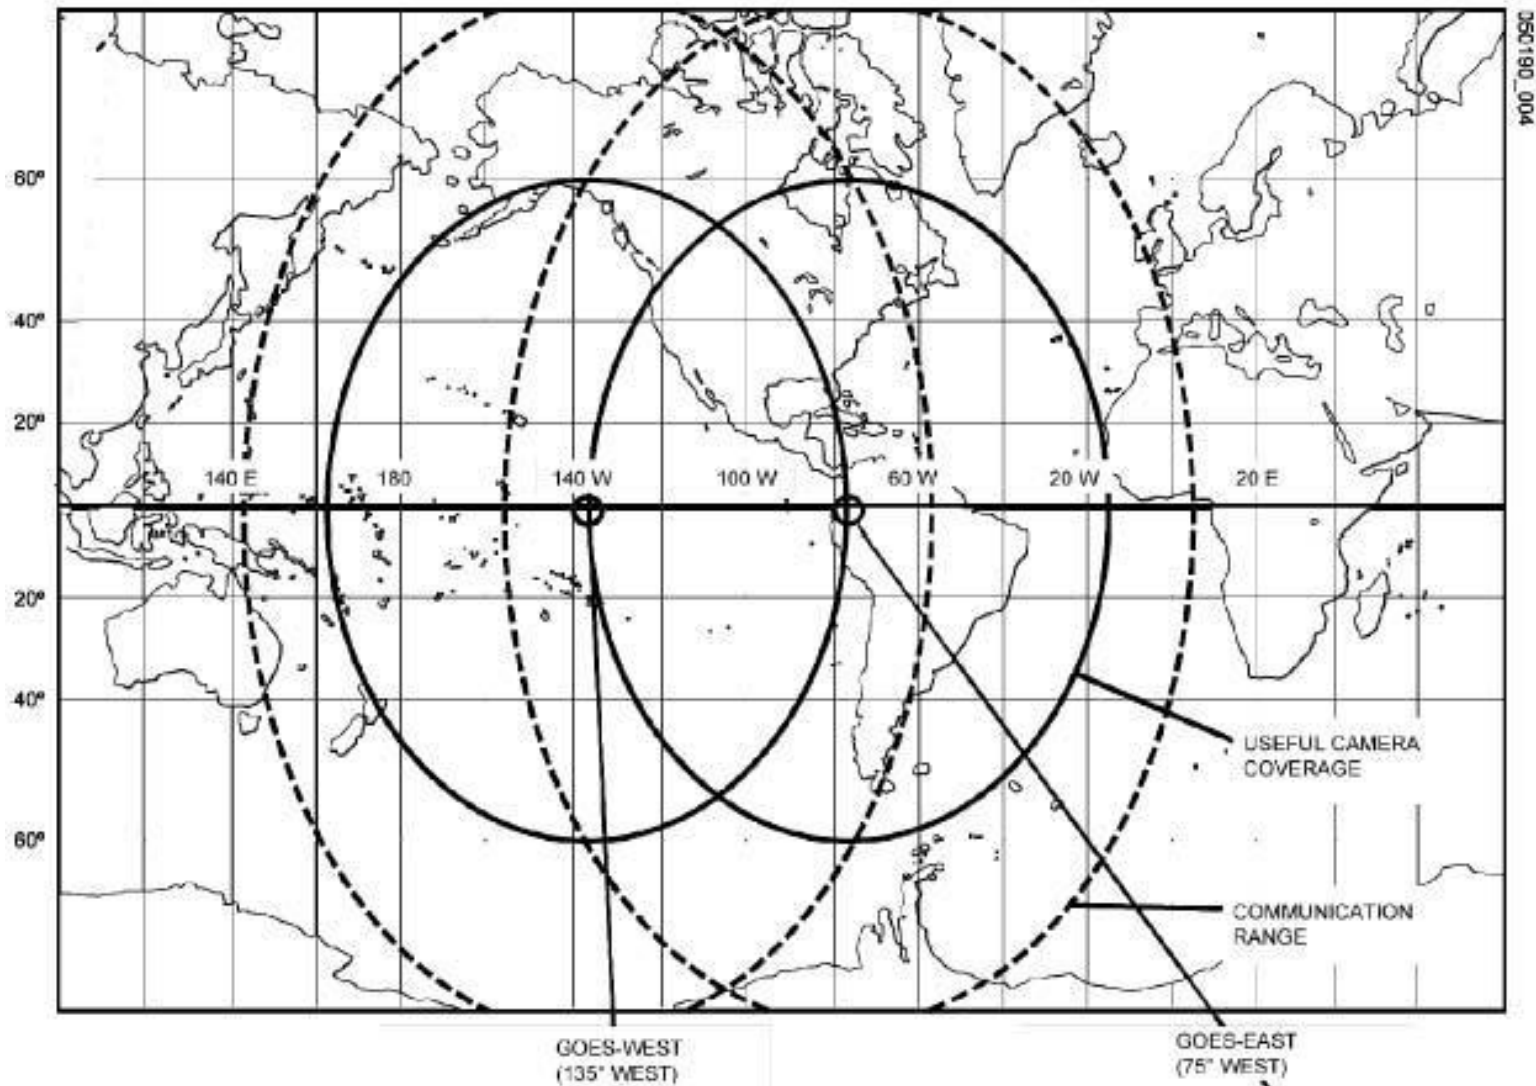 060190_004
60°
40°
20°
140 E 180 140 W 100 W 60 W 20 W 20 E
20°
40°
USEFUL CAMERA
COVERAGE
60°
COMMUNICATION
RANGE
GOES-WEST
(135° WEST)
GOES-EAST
(75° WEST)